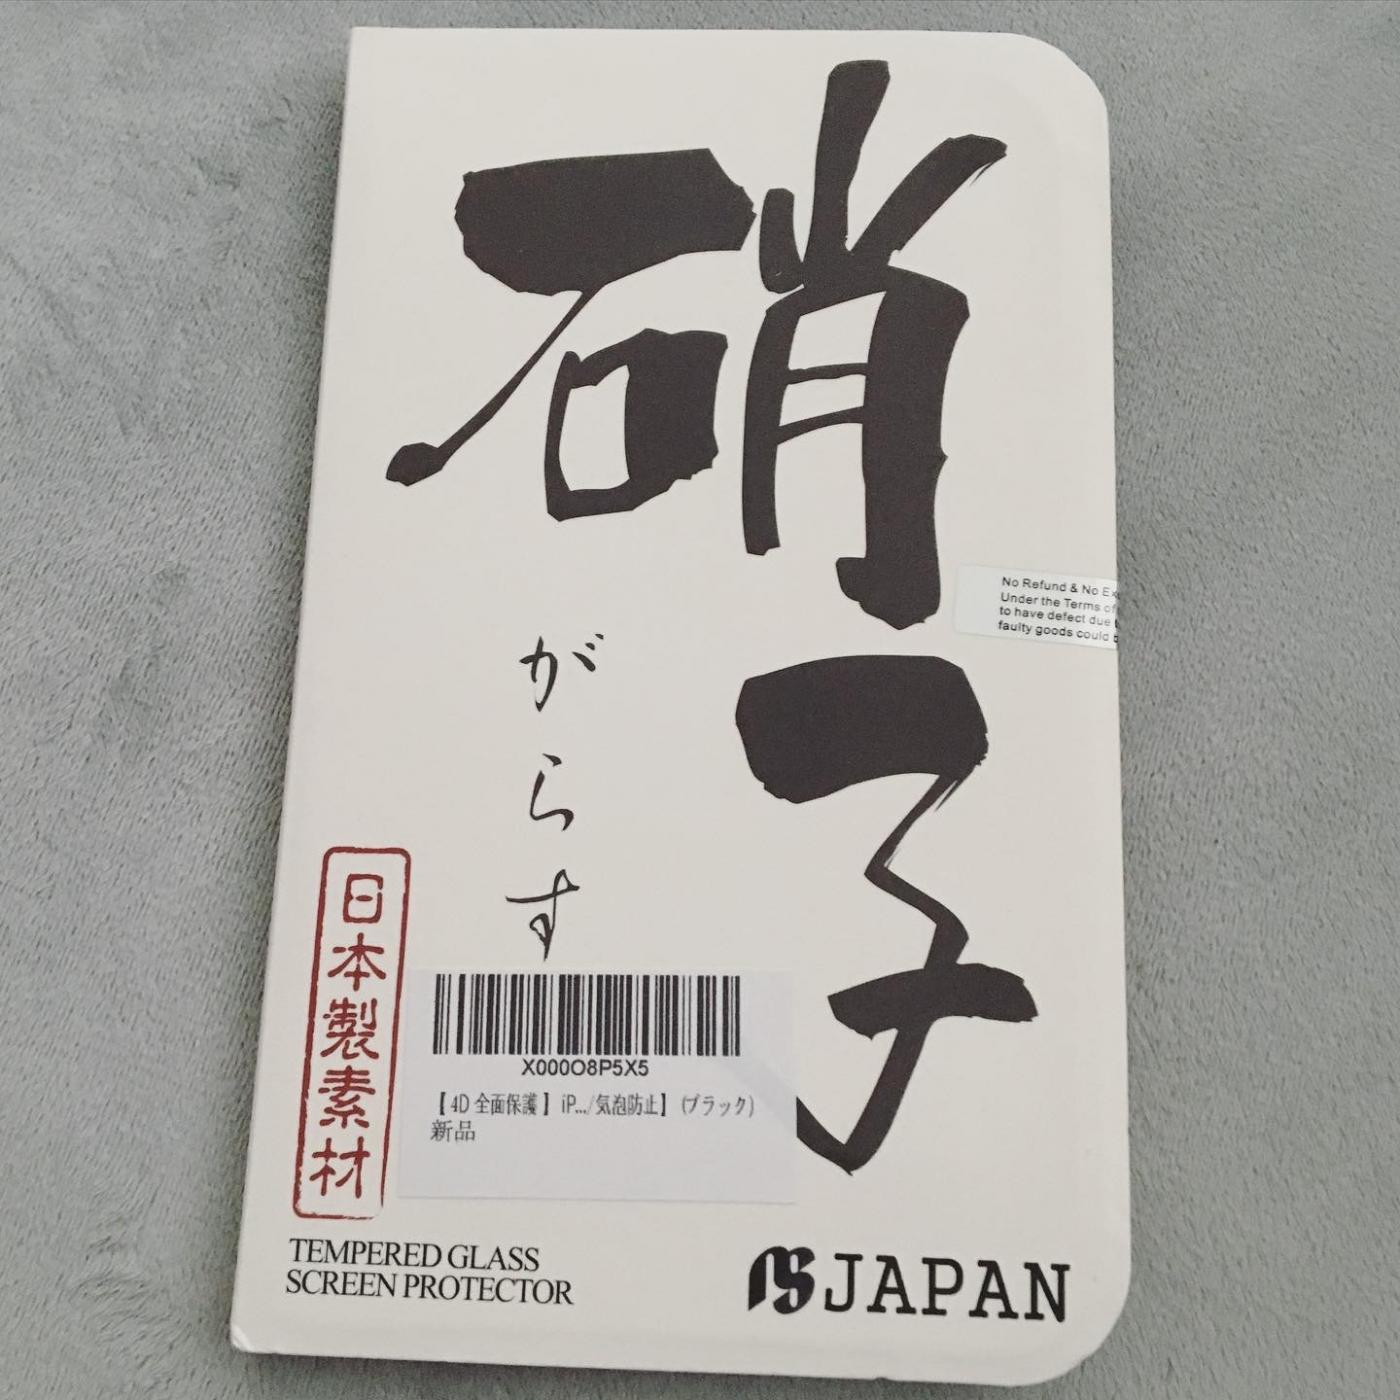 硝子
がらす
No Refund & No Ex
Under the Terms of
to have defect due
faulty goods could b
日本製素材
X000O8P5X5
【 4D 全面保護 】 iP.../気泡防止】 (ブラック)
新品
TEMPERED GLASS
SCREEN PROTECTOR
PS JAPAN